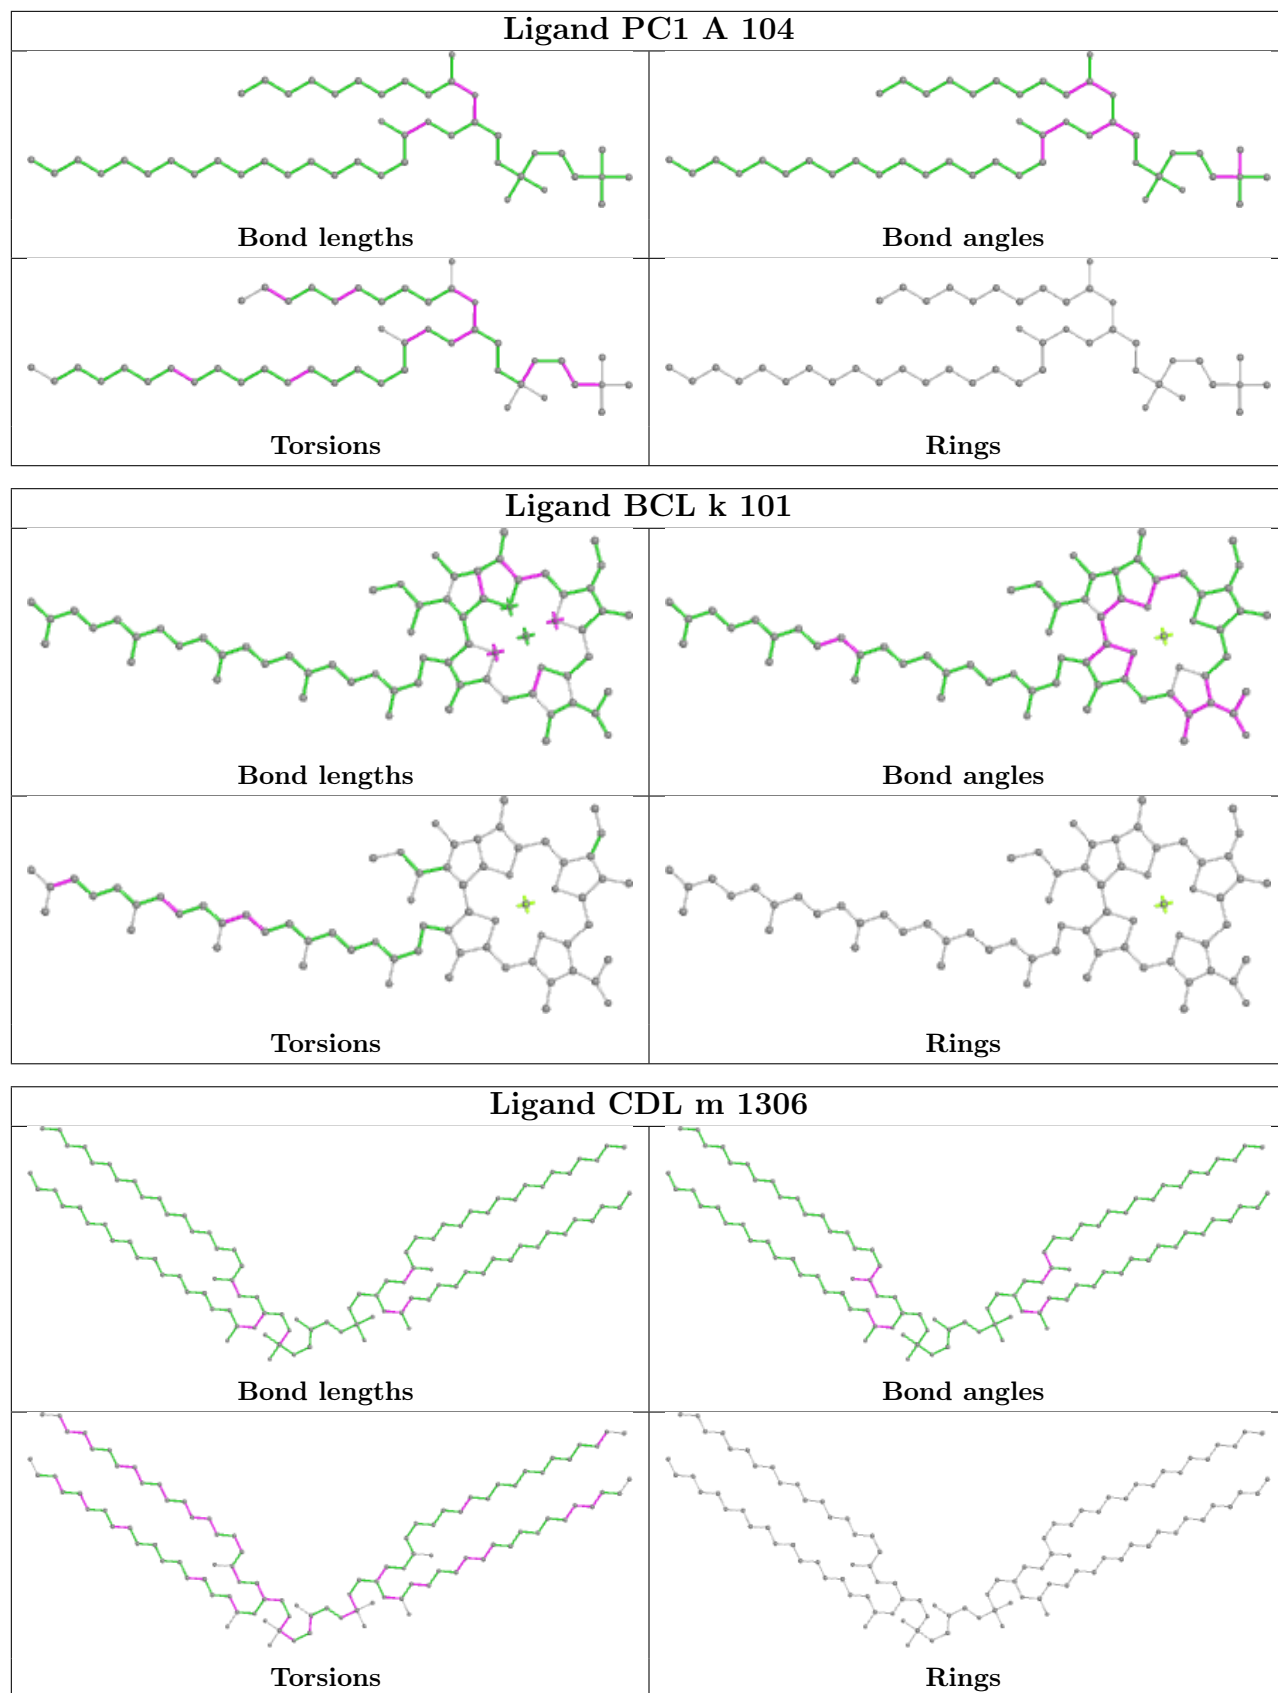 Ligand PC1 A 104
Bond lengths
Bond angles
Torsions
Rings
Ligand BCL k 101
Bond lengths
Bond angles
Torsions
Rings
Ligand CDL m 1306
Bond lengths
Bond angles
Torsions
Rings